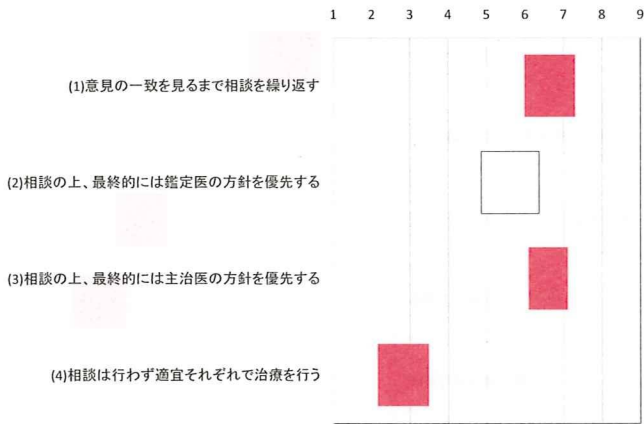 1 2 3 4 5 6 7 8 9
(1)意見の一致を見るまで相談を繰り返す
(2)相談の上、最終的には鑑定医の方針を優先する
(3)相談の上、最終的には主治医の方針を優先する
(4)相談は行わず適宜それぞれで治療を行う